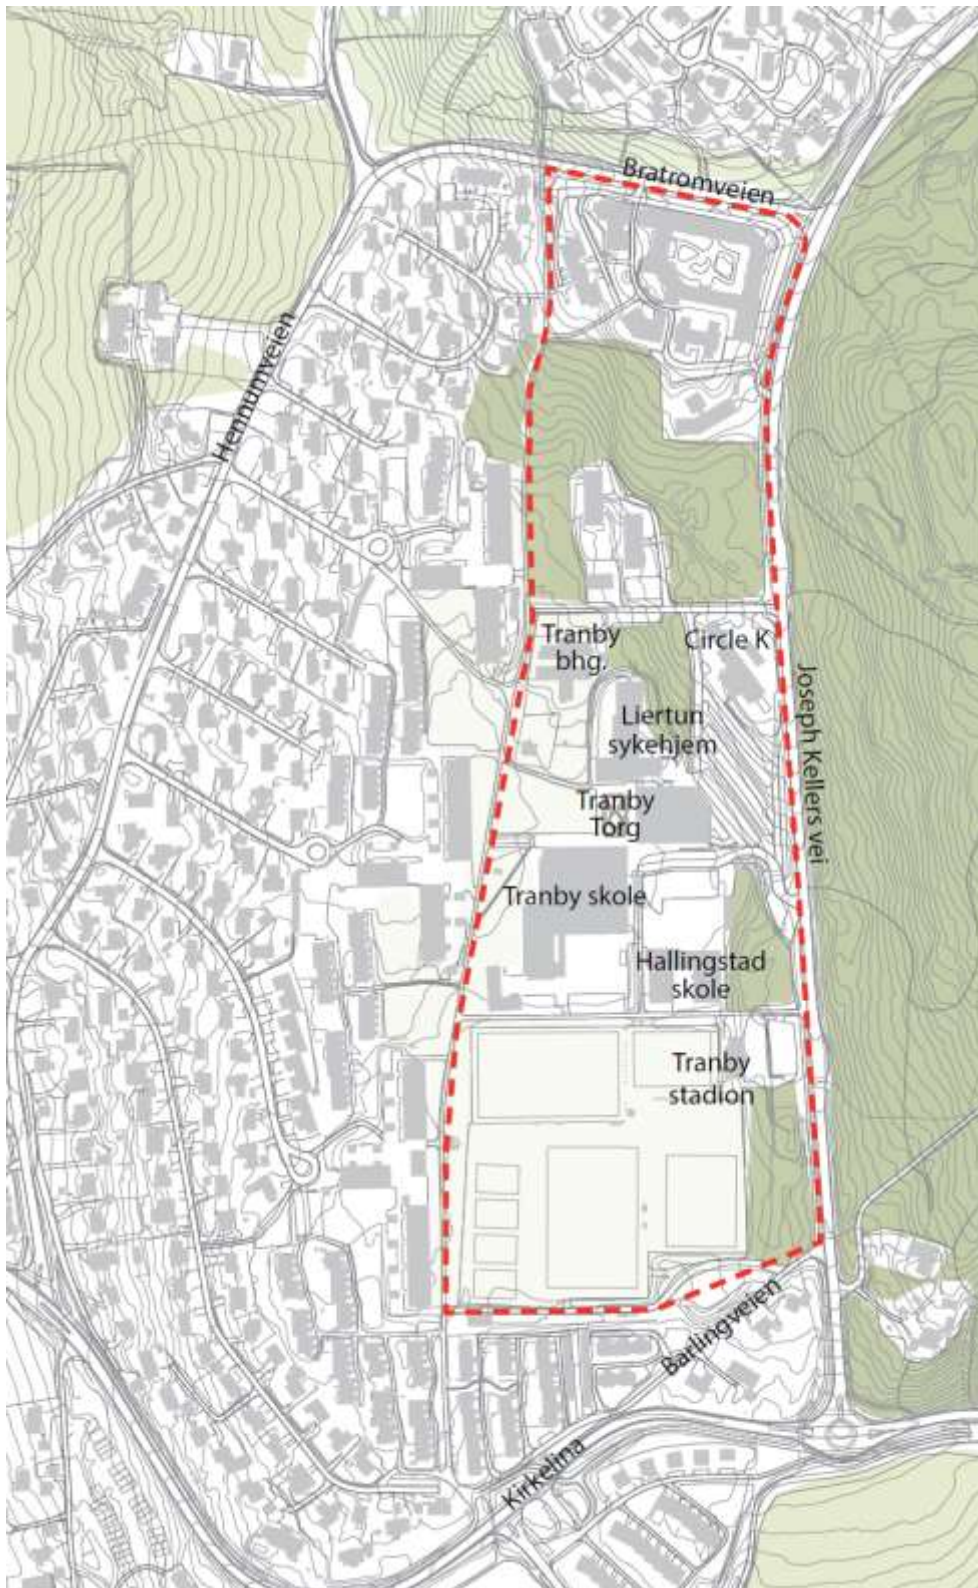 Bratromveien
Hennumveien
Tranby
bhg.
Circle K
Liertun
sykehjem
Joseph Kellers vei
Tranby
Torg
Tranby skole
Hallingstad
skole
Tranby
stadion
Barlingveien
Kirkelina